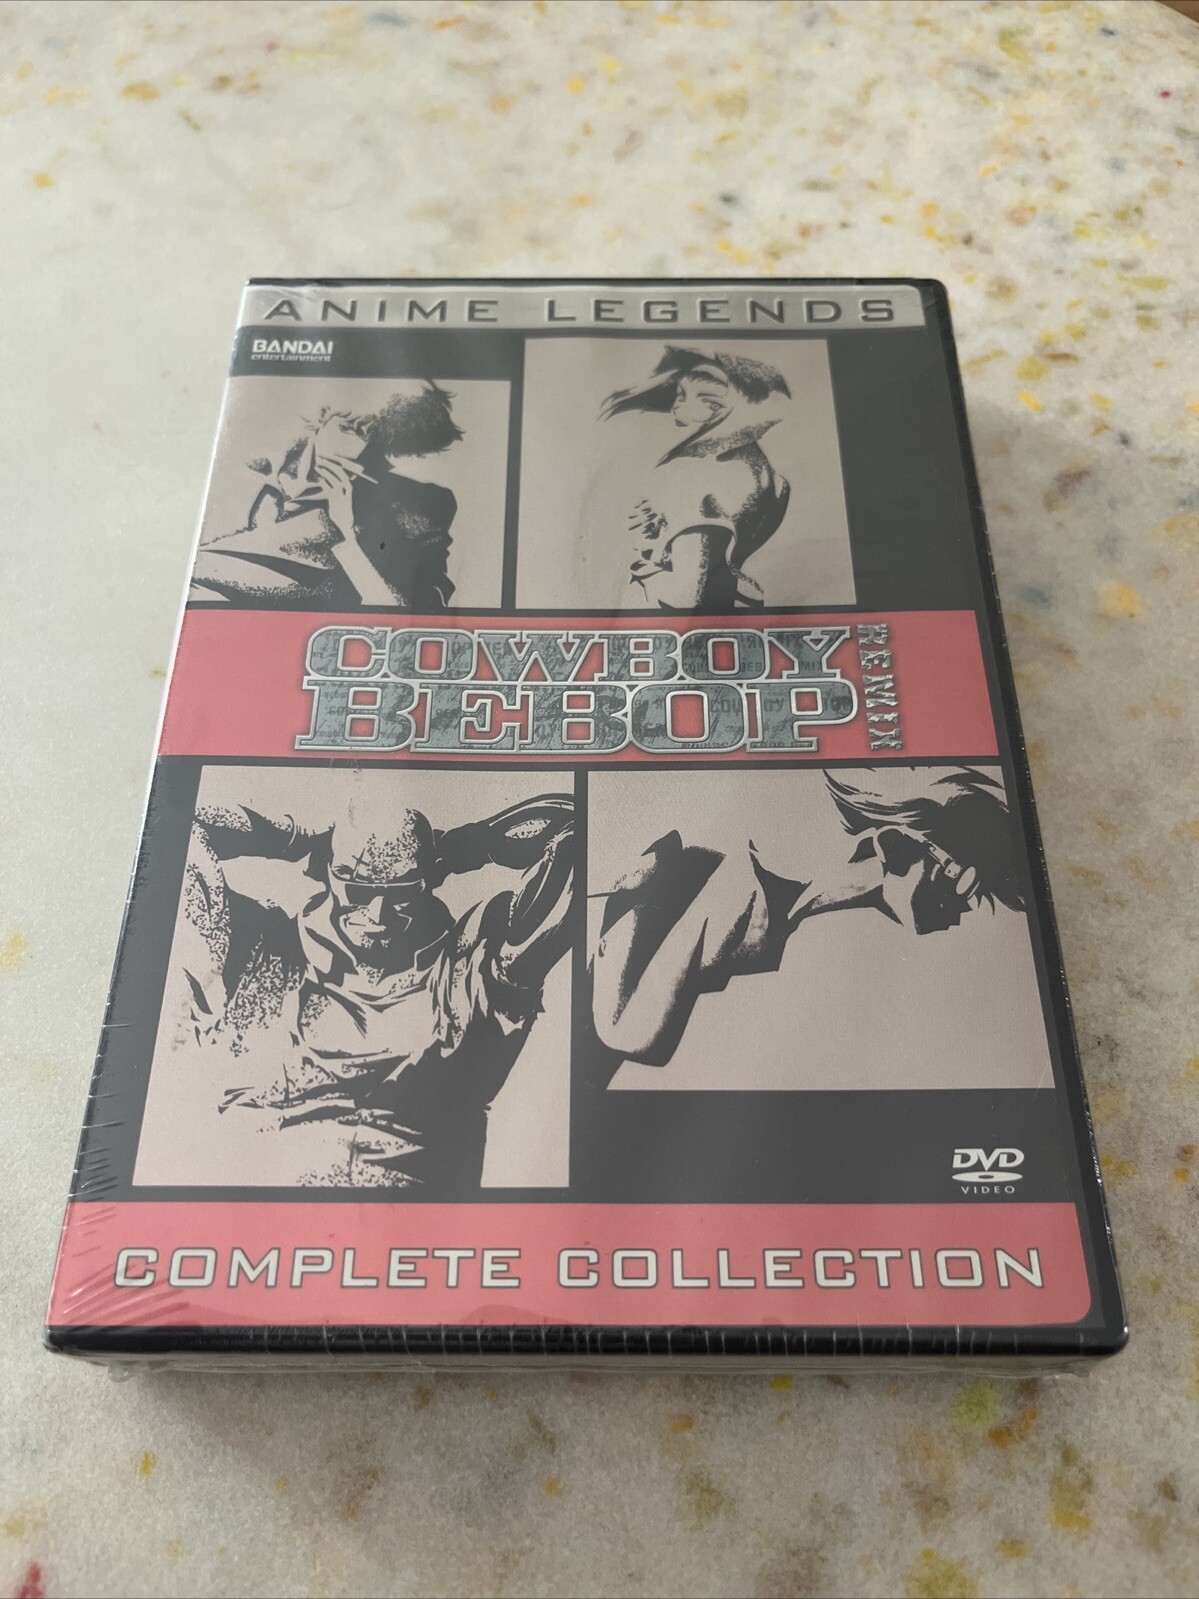 ANIME LEGENDS
BANDAI
entertainment
COWBOY
BEBOP
REMIX
DVD
VIDEO
COMPLETE COLLECTION